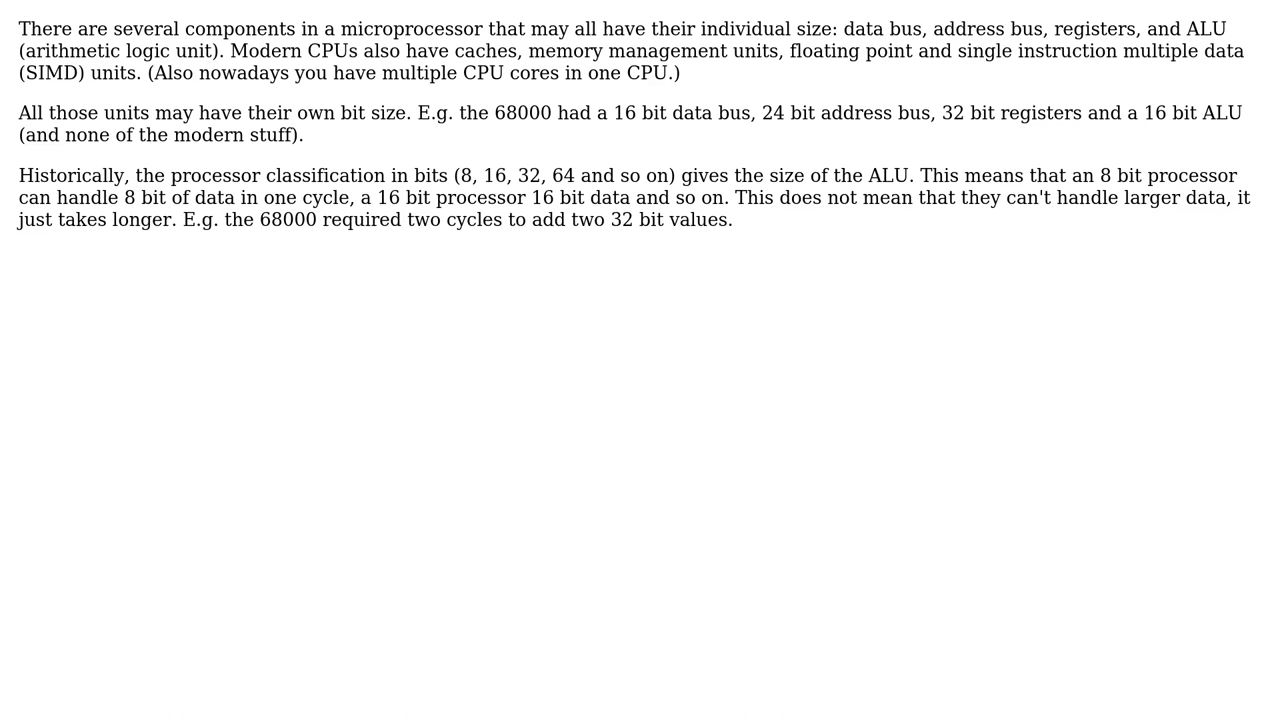 There are several components in a microprocessor that may all have their individual size: data bus, address bus, registers, and ALU
(arithmetic logic unit). Modern CPUs also have caches, memory management units, floating point and single instruction multiple data
(SIMD) units. (Also nowadays you have multiple CPU cores in one CPU.)
All those units may have their own bit size. E.g. the 68000 had a 16 bit data bus, 24 bit address bus, 32 bit registers and a 16 bit ALU
(and none of the modern stuff).
Historically, the processor classification in bits (8, 16, 32, 64 and so on) gives the size of the ALU. This means that an 8 bit processor
can handle 8 bit of data in one cycle, a 16 bit processor 16 bit data and so on. This does not mean that they can't handle larger data, it
just takes longer. E.g. the 68000 required two cycles to add two 32 bit values.